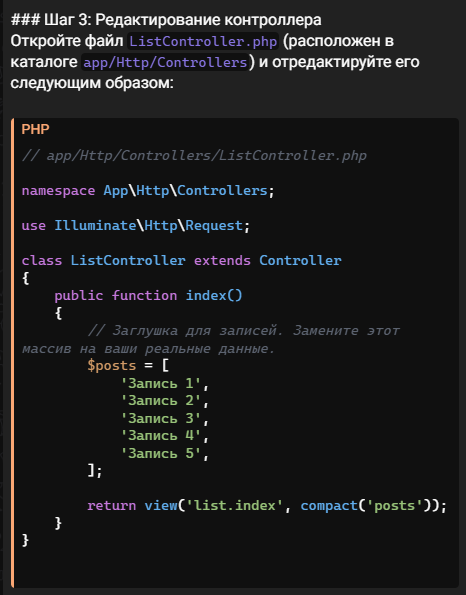 ### Шаг 3: Редактирование контроллера
Откройте файл ListController.php (расположен в
каталоге app/Http/Controllers) и отредактируйте его
следующим образом:
PHP
// app/Http/Controllers/ListController.php
namespace App\Http\Controllers;
use Illuminate\Http\Request;
class ListController extends Controller
{
    public function index()
    {
        // Заглушка для записей. Замените этот
массив на ваши реальные данные.
        $posts = [
            'Запись 1',
            'Запись 2',
            'Запись 3',
            'Запись 4',
            'Запись 5',
        ];
        return view('list.index', compact('posts'));
    }
}